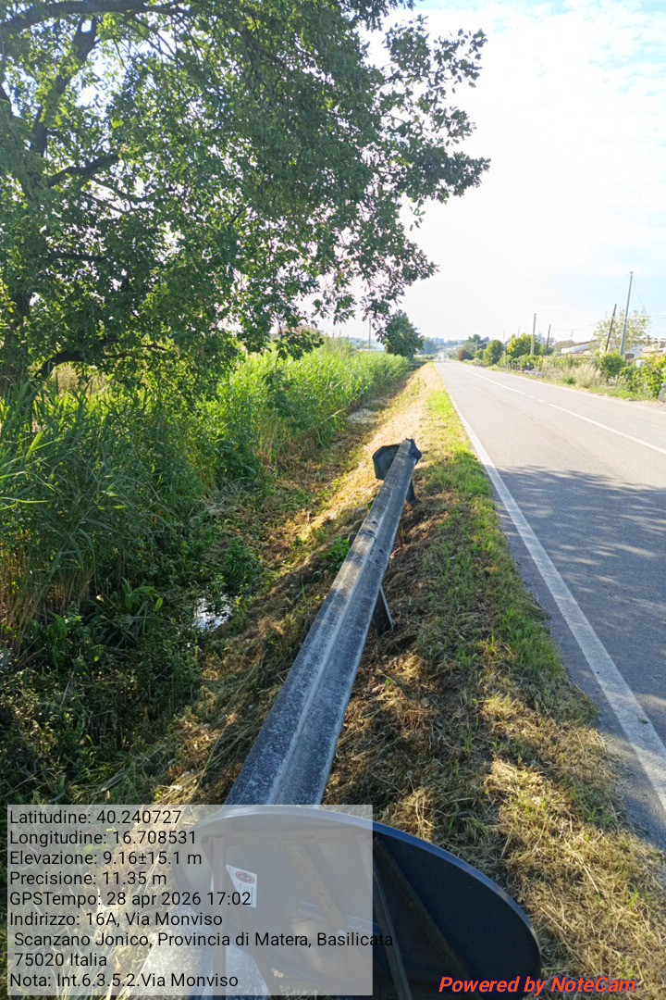 Latitudine: 40.240727
Longitudine: 16.708531
Elevazione: 9.16±15.1 m
Precisione: 11.35 m
GPSTempo: 28 apr 2026 17:02
Indirizzo: 16A, Via Monviso
Scanzano Jonico, Provincia di Matera, Basilicata
75020 Italia
Nota: Int.6.3.5.2.Via Monviso
Powered by NoteCam